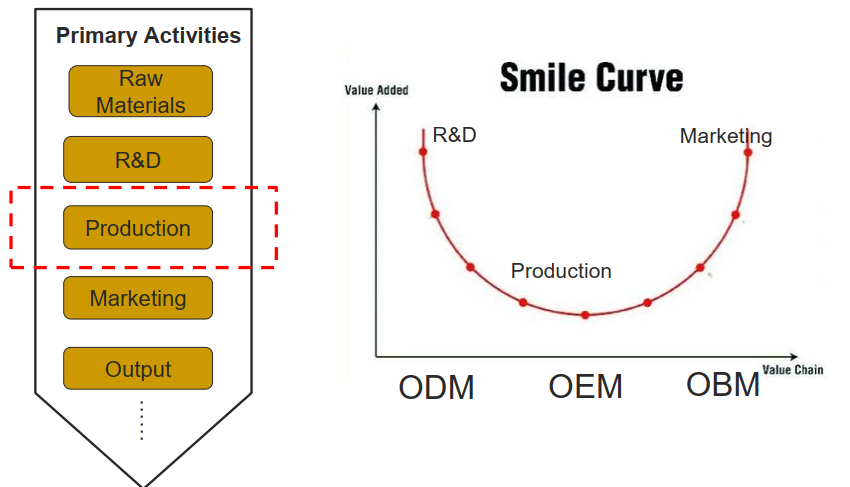 Primary Activities
Raw
Materials
R&D
Production
Marketing
Output
Smile Curve
Value Added
R&D
Marketing
Production
Value Chain
ODM
OEM
OBM